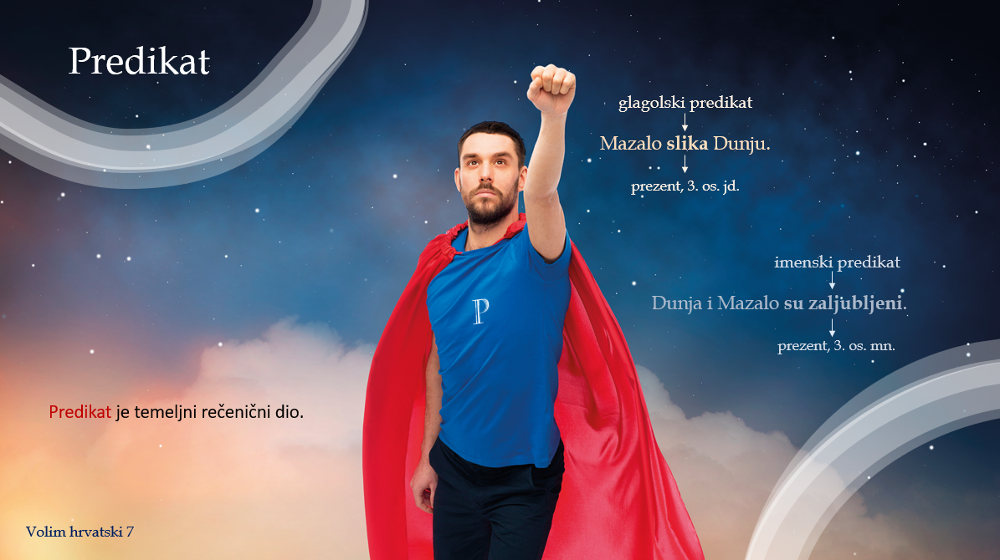 Predikat
glagolski predikat
Mazalo slika Dunju.
prezent, 3. os. jd.
imenski predikat
Dunja i Mazalo su zaljubljeni.
prezent, 3. os. mn.
P
Predikat je temeljni rečenični dio.
Volim hrvatski 7